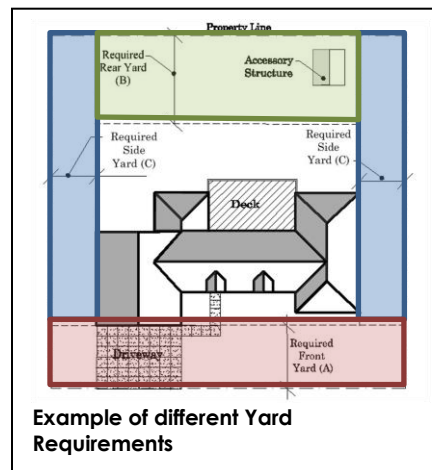 Property Line
Required
Rear Yard
(B)
Accessory
Structure
Required
Side
Yard (C)
Required
Side
Yard (C)
Deck
Driveway
Required
Front
Yard (A)
Example of different Yard
Requirements